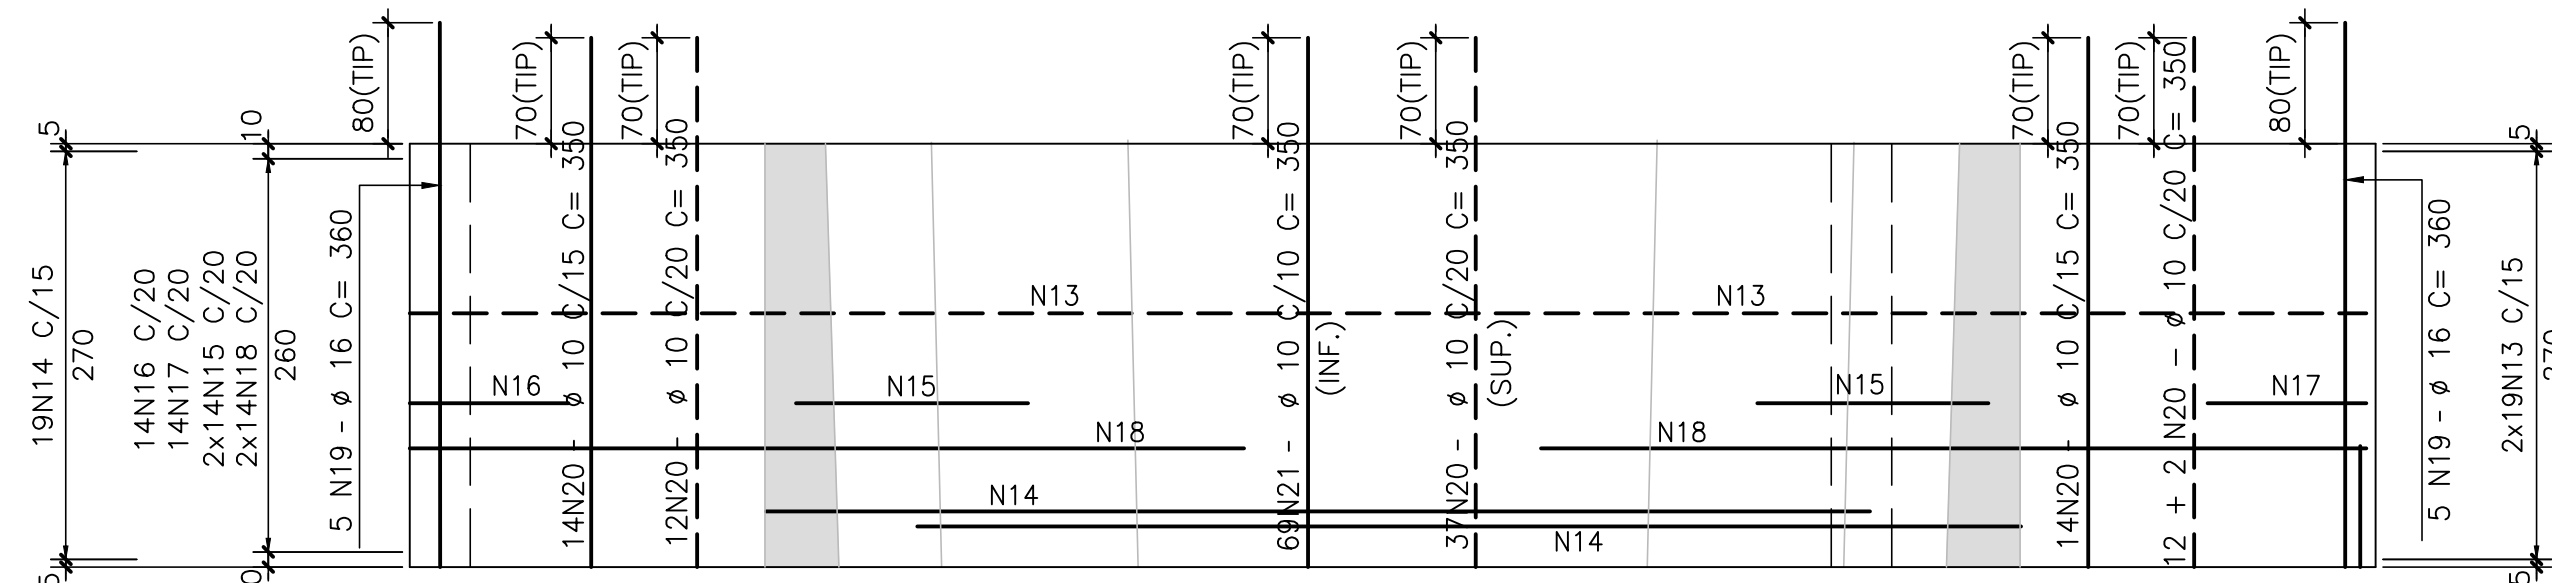 5
19N14 C/15
270
5
14N16 C/20
14N17 C/20
2x14N15 C/20
2x14N18 C/20
10
260
80(TIP)
5 N19 - ø 16 C= 360
70(TIP)
14N20 - ø 10 C/15 C= 350
70(TIP)
12N20 - ø 10 C/20 C= 350
70(TIP)
69N21 - ø 10 C/10 C= 350
(INF.)
70(TIP)
37N20 - ø 10 C/20 C= 350
(SUP.)
70(TIP)
14N20 - ø 10 C/15 C= 350
70(TIP)
12 + 2 N20 - ø 10 C/20 C= 350
80(TIP)
5 N19 - ø 16 C= 360
5
2x19N13 C/15
5
N13
N13
N16
N15
N15
N17
N18
N18
N14
N14